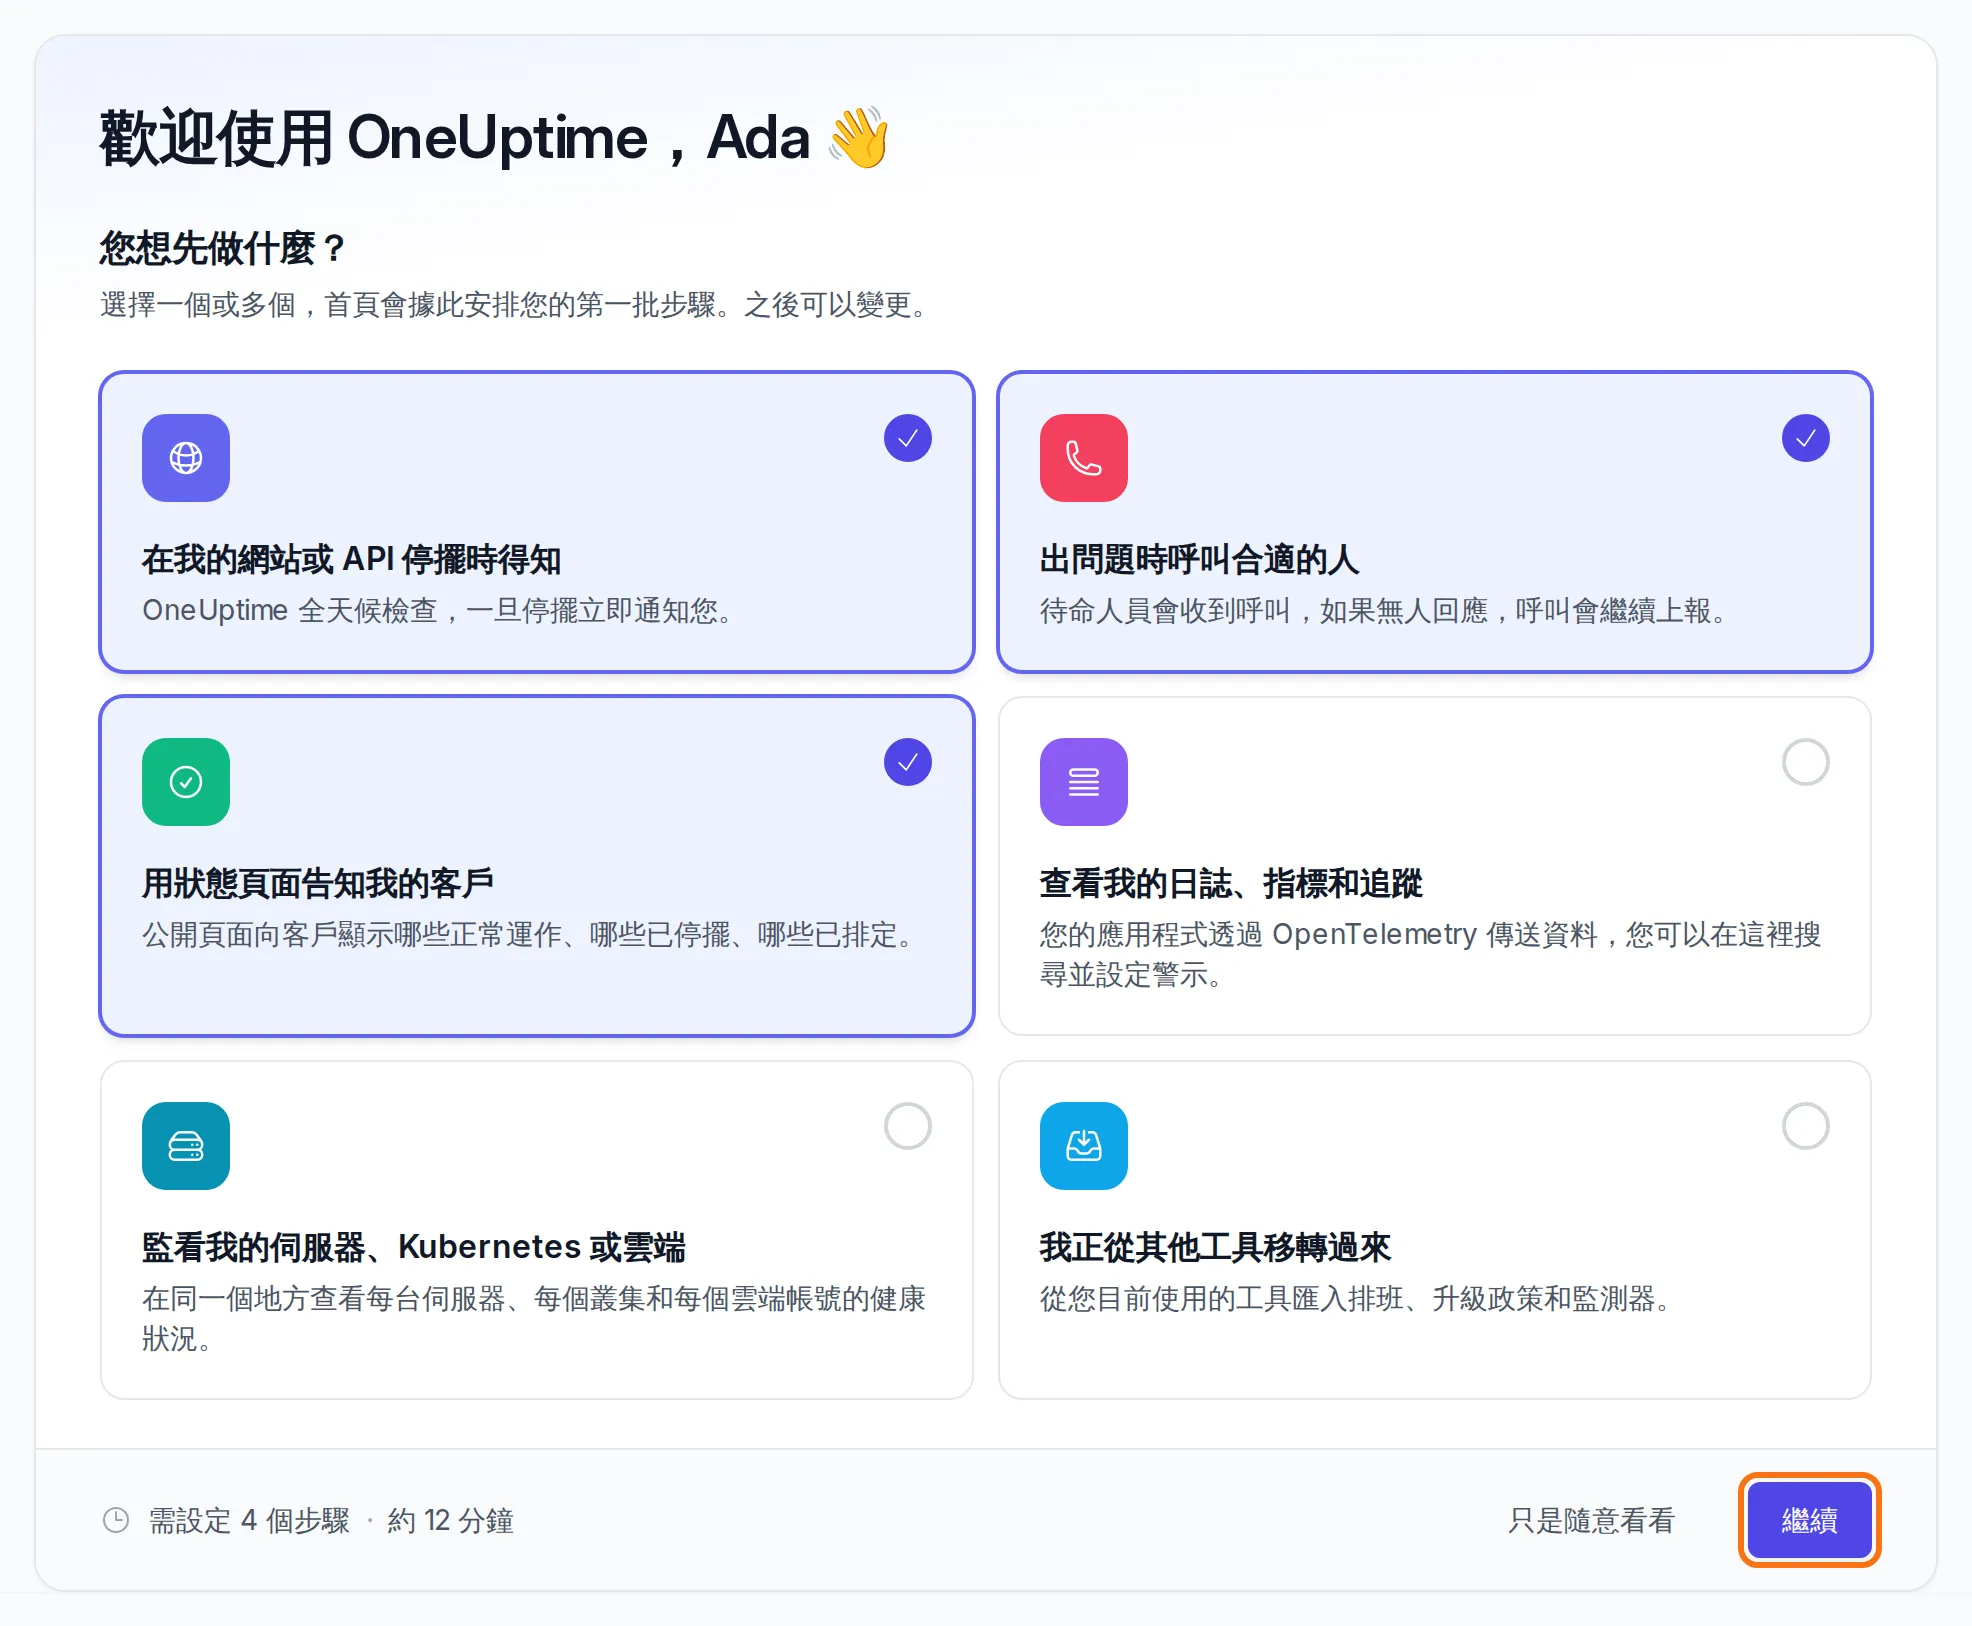 歡迎使用 OneUptime，Ada 👋
您想先做什麼？
選擇一個或多個，首頁會據此安排您的第一批步驟。之後可以變更。
在我的網站或 API 停擺時得知
OneUptime 全天候檢查，一旦停擺立即通知您。
出問題時呼叫合適的人
待命人員會收到呼叫，如果無人回應，呼叫會繼續上報。
用狀態頁面告知我的客戶
公開頁面向客戶顯示哪些正常運作、哪些已停擺、哪些已排定。
查看我的日誌、指標和追蹤
您的應用程式透過 OpenTelemetry 傳送資料，您可以在這裡搜
尋並設定警示。
監看我的伺服器、Kubernetes 或雲端
在同一個地方查看每台伺服器、每個叢集和每個雲端帳號的健康
狀況。
我正從其他工具移轉過來
從您目前使用的工具匯入排班、升級政策和監測器。
需設定 4 個步驟 · 約 12 分鐘
只是隨意看看
繼續